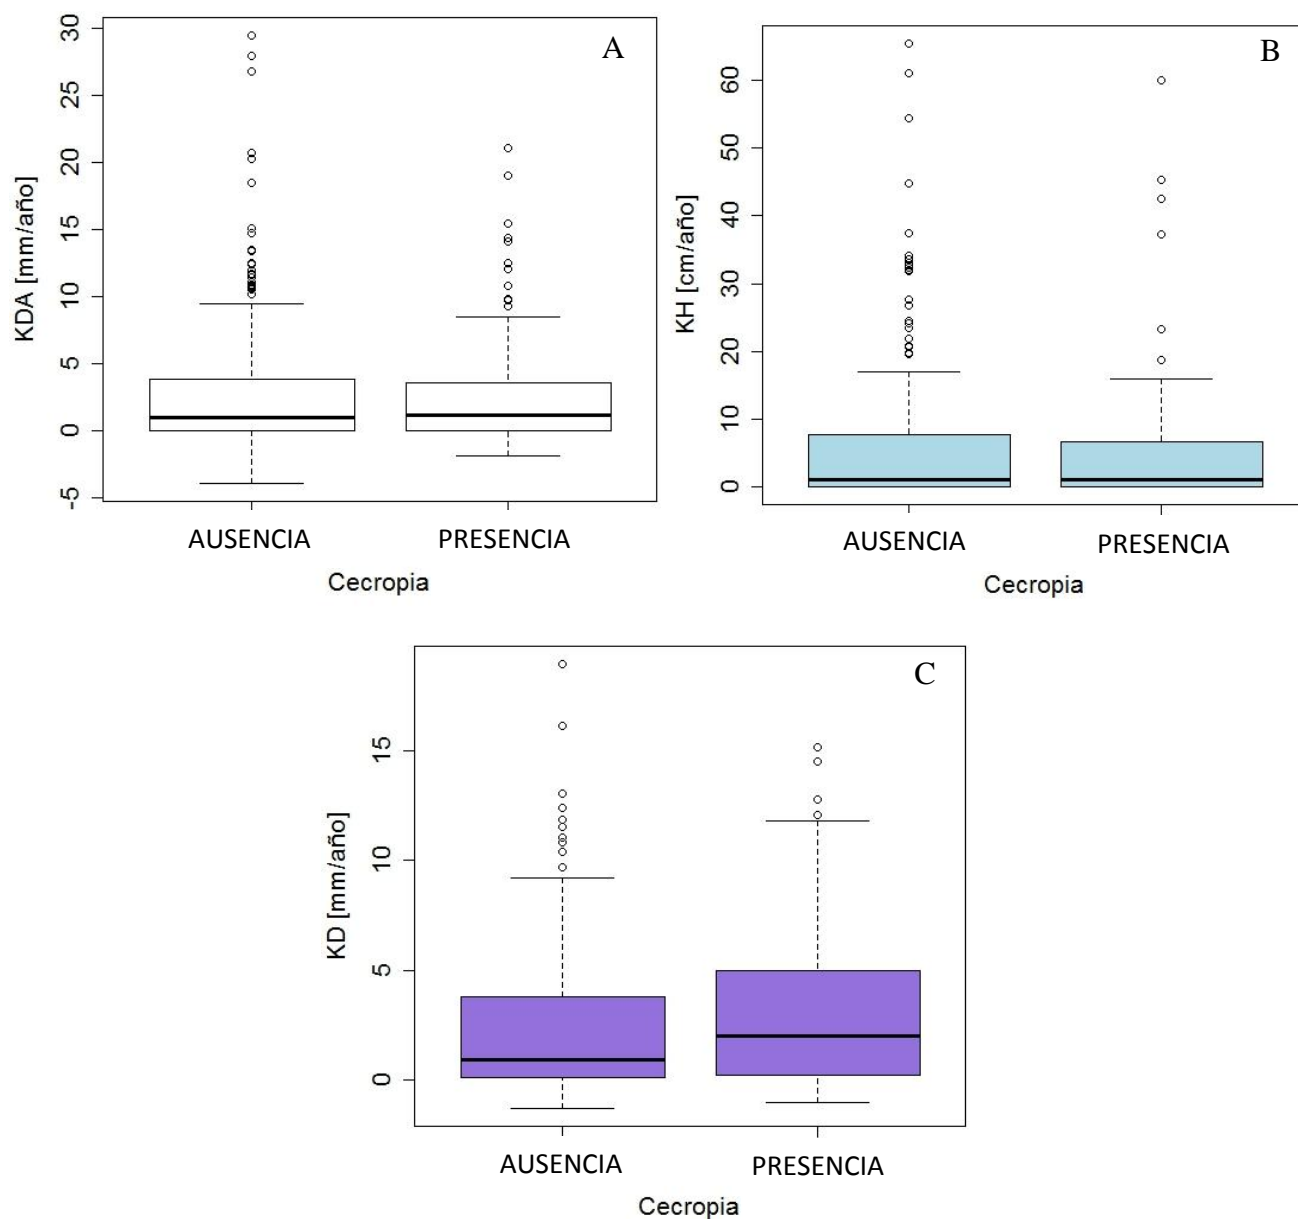 A
KDA [mm/año]
30
25
20
15
10
5
0
-5
AUSENCIA PRESENCIA
Cecropia
B
KH [cm/año]
60
50
40
30
20
10
0
AUSENCIA PRESENCIA
Cecropia
C
KD [mm/año]
15
10
5
0
AUSENCIA PRESENCIA
Cecropia